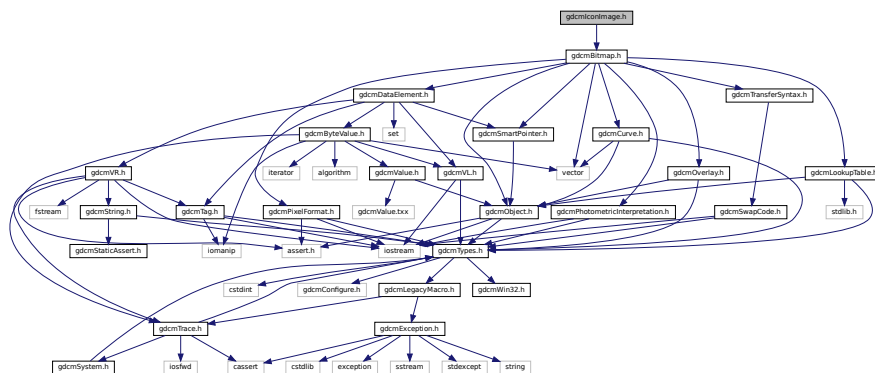 gdcmIconImage.h
gdcmBitmap.h
gdcmDataElement.h
gdcmTransferSyntax.h
gdcmByteValue.h
set
gdcmSmartPointer.h
gdcmCurve.h
gdcmVR.h
iterator
algorithm
gdcmValue.h
gdcmVL.h
vector
gdcmOverlay.h
gdcmLookupTable.h
fstream
gdcmString.h
gdcmTag.h
gdcmPixelFormat.h
gdcmValue.txx
gdcmObject.h
gdcmPhotometricInterpretation.h
gdcmSwapCode.h
stdlib.h
gdcmStaticAssert.h
iomanip
assert.h
iostream
gdcmTypes.h
cstdint
gdcmConfigure.h
gdcmLegacyMacro.h
gdcmWin32.h
gdcmTrace.h
gdcmException.h
gdcmSystem.h
iosfwd
cassert
cstdlib
exception
sstream
stdexcept
string